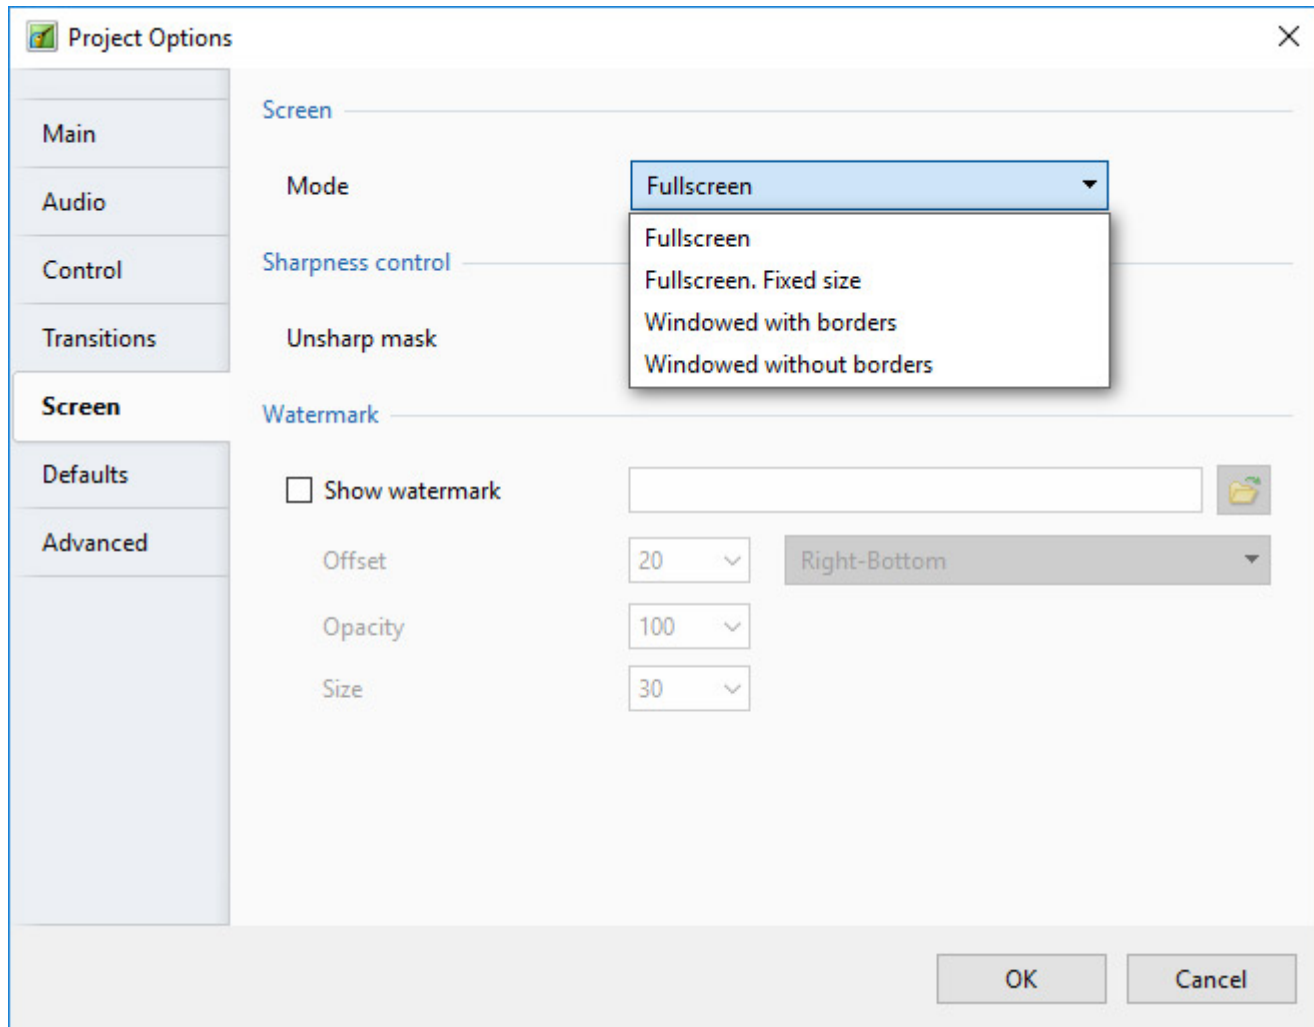 Project Options
Main
Audio
Control
Transitions
Screen
Defaults
Advanced
Screen
Mode
Fullscreen
Fullscreen
Fullscreen. Fixed size
Windowed with borders
Windowed without borders
Sharpness control
Unsharp mask
Watermark
Show watermark
Offset
20
Right-Bottom
Opacity
100
Size
30
OK
Cancel